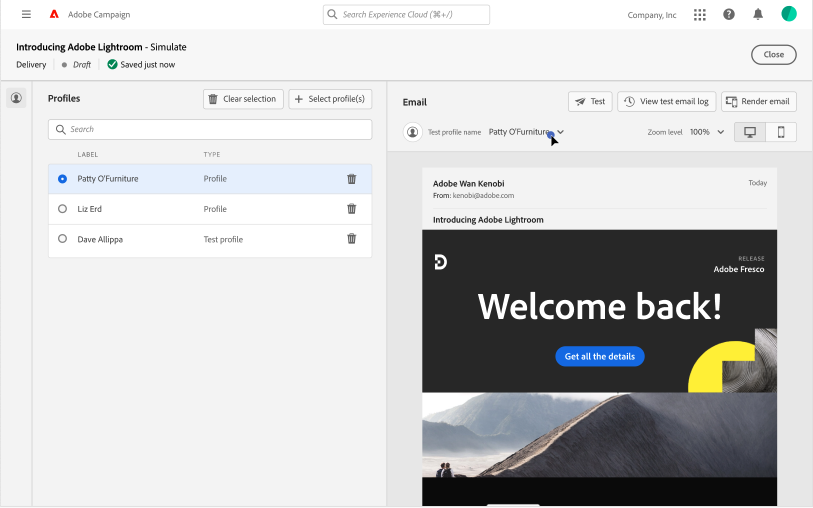 Adobe Campaign
Search Experience Cloud (⌘+/)
Company, Inc
Introducing Adobe Lightroom - Simulate
Delivery
Draft
Saved just now
Close
Profiles
Clear selection
Select profile(s)
Search
LABEL TYPE
Patty O'Furniture Profile
Liz Erd Profile
Dave Allippa Test profile
Email
Test
View test email log
Render email
Test profile name Patty O'Furniture
Zoom level 100%
Adobe Wan Kenobi
Today
From: kenobi@adobe.com
Introducing Adobe Lightroom
RELEASE
Adobe Fresco
Welcome back!
Get all the details